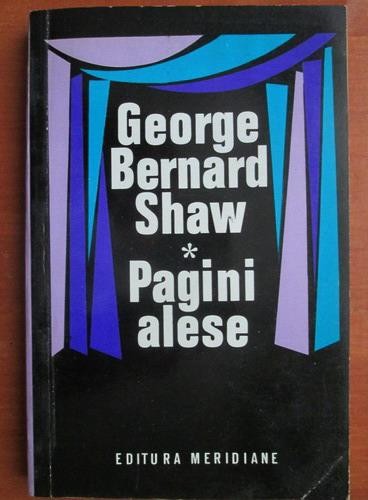 George
Bernard
Shaw
*
Pagini
alese
EDITURA MERIDIANE